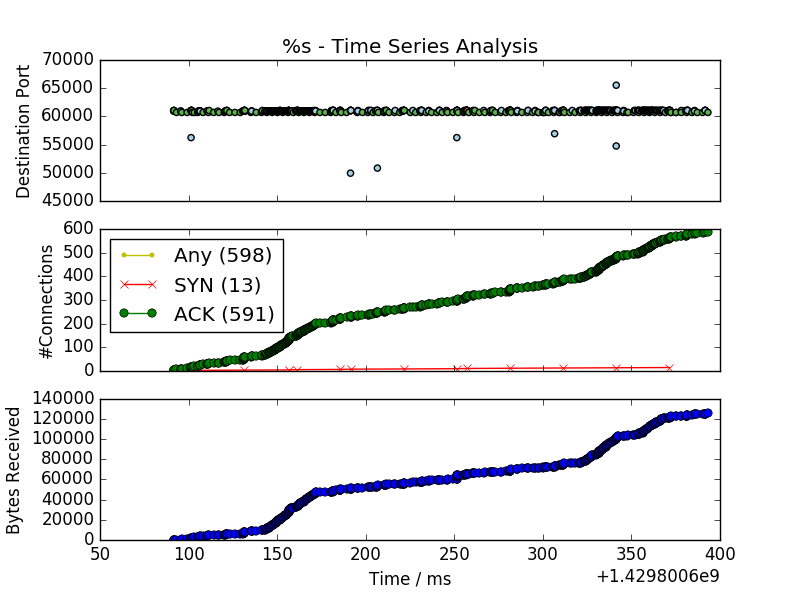 %s - Time Series Analysis
70000
65000
60000
55000
50000
45000
Destination Port
600
500
400
300
200
100
0
#Connections
Any (598)
SYN (13)
ACK (591)
140000
120000
100000
80000
60000
40000
20000
0
Bytes Received
50 100 150 200 250 300 350 400
Time / ms
+1.4298006e9